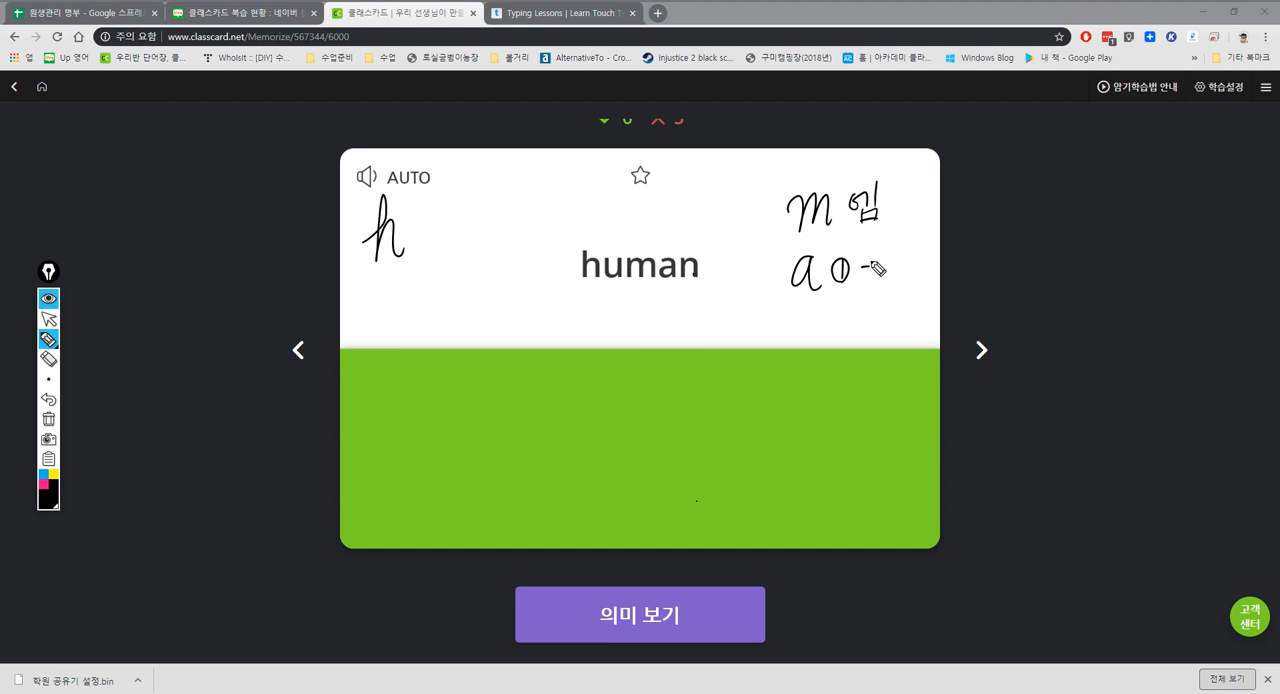 원생관리 명부 - Google 스프레
클래스카드 복습 현황 : 네이버
클래스카드 | 우리 선생님이 만든
Typing Lessons | Learn Touch T
주의 요함 www.classcard.net/Memorize/567344/6000
앱 Up 영어 우리반 단어장, 클... WhoIst :: [DIY] 수... 수업준비 수업 토실굼벵이농장 볼거리 AlternativeTo - Cro... injustice 2 black sc... 구미캠핑장(2018년) 홈 | 아카데미 클라... Windows Blog 내 책 - Google Play » 기타 북마크
암기학습법 안내 학습설정
AUTO
h
m 엠
human
a
의미 보기
고객
센터
학원 공유기 설정.bin
전체 보기